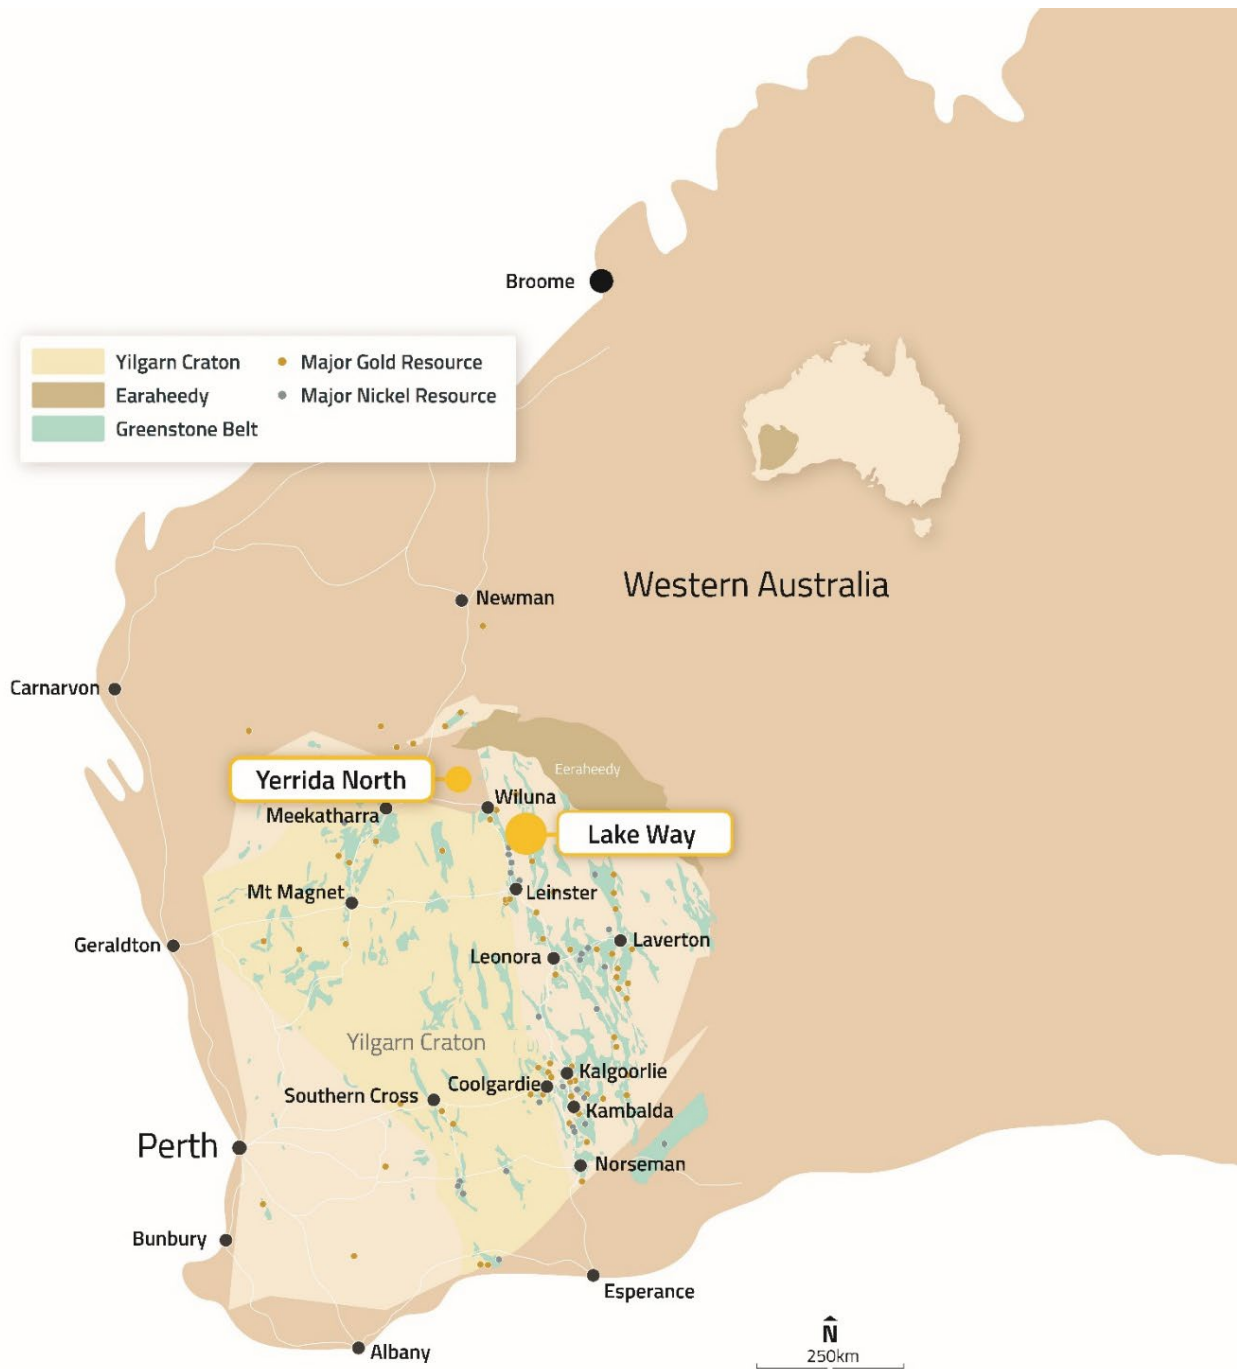 Broome
Yilgarn Craton
Major Gold Resource
Earaheedy
Major Nickel Resource
Greenstone Belt
Western Australia
Newman
Carnarvon
Eeraheedy
Yerrida North
Wiluna
Meekatharra
Lake Way
Mt Magnet
Leinster
Geraldton
Laverton
Leonora
Yilgarn Craton
Kalgoorlie
Coolgardie
Southern Cross
Kambalda
Perth
Norseman
Bunbury
Esperance
Albany
N
250km